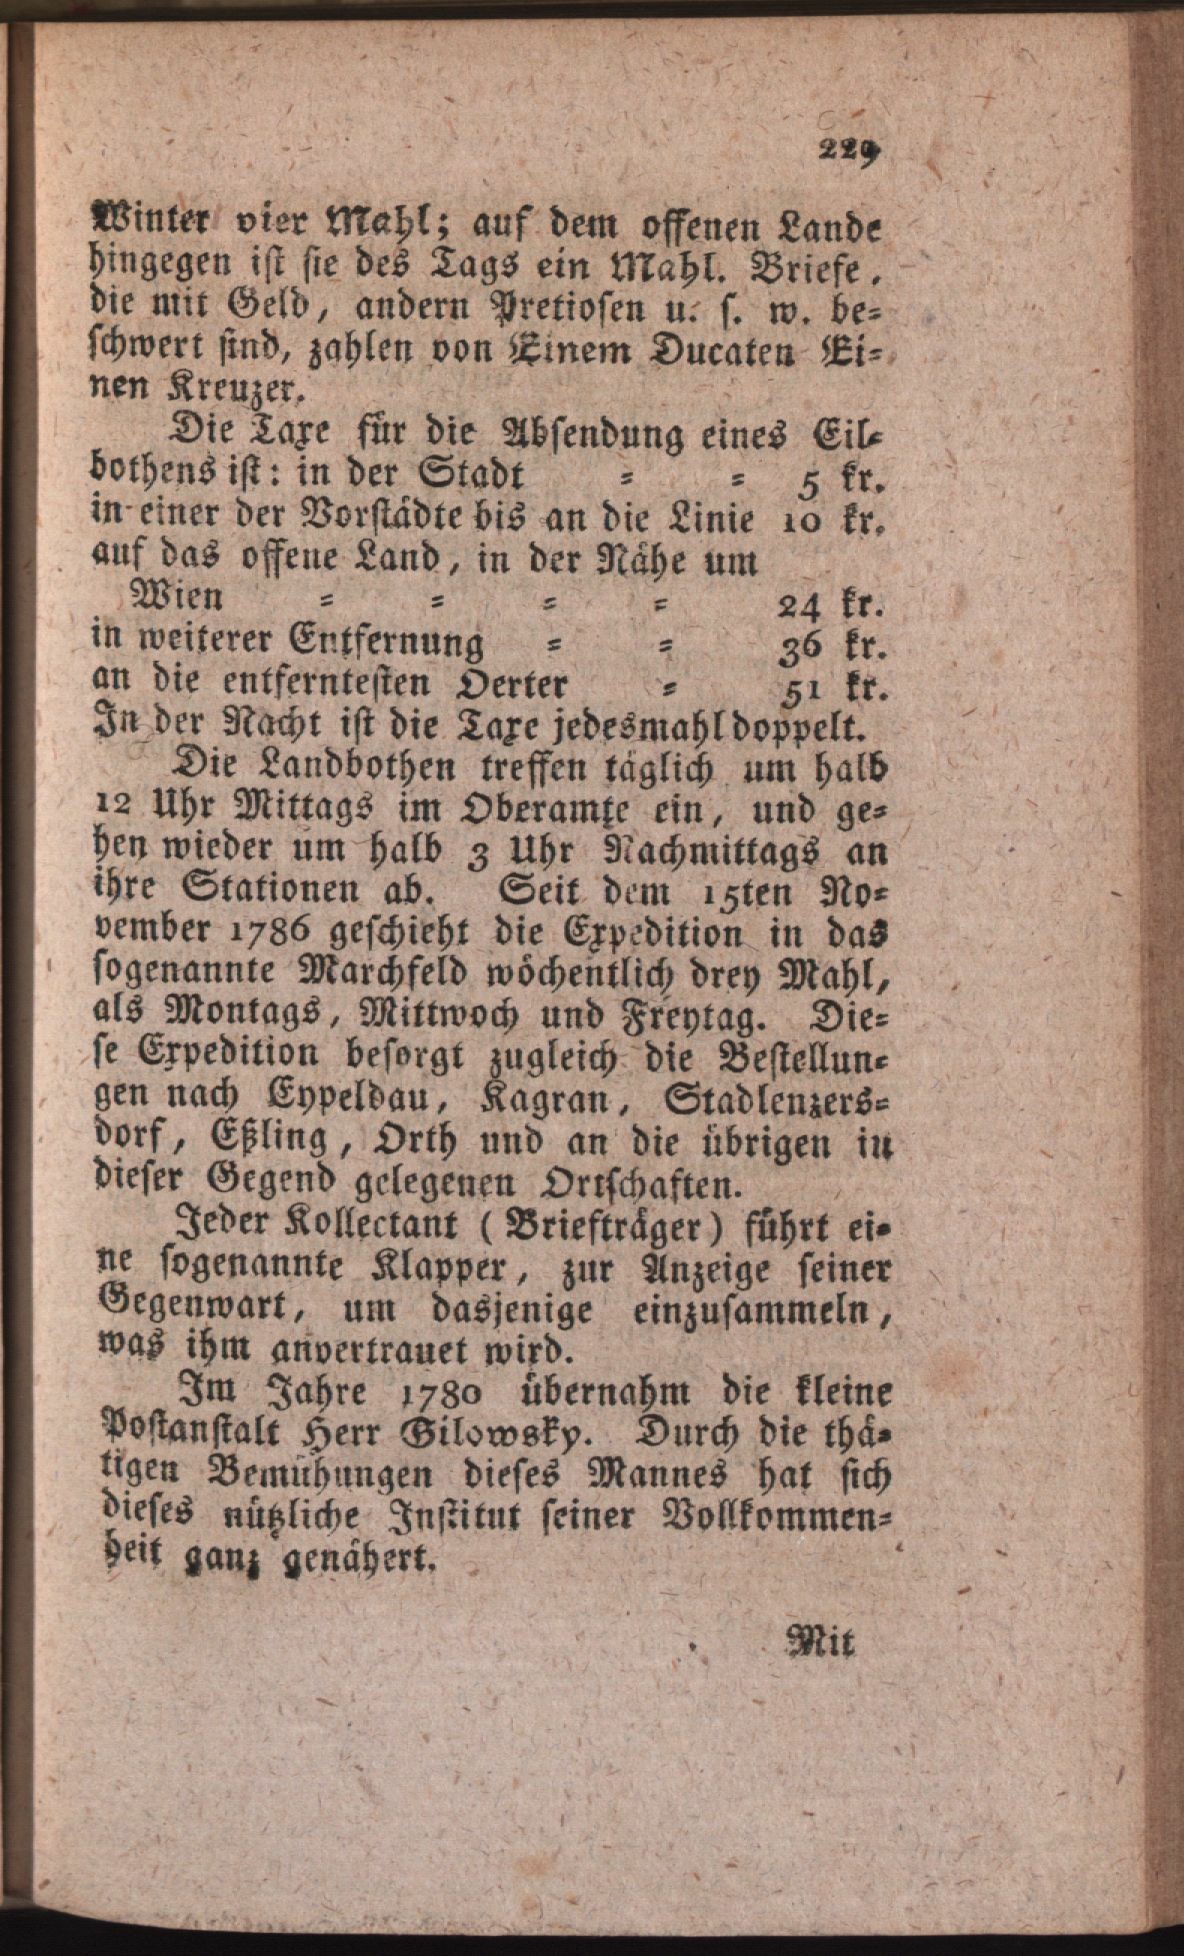 229
Winter vier Mahl; auf dem offenen Lande
hingegen ist sie des Tags ein Mahl. Briefe,
die mit Geld, andern Pretiosen u. s. w. be-
schwert sind, zahlen von Einem Ducaten Ei-
nen Kreuzer.
Die Taxe für die Absendung eines Eil-
bothens ist: in der Stadt = = 5 kr.
in einer der Vorstädte bis an die Linie 10 kr.
auf das offene Land, in der Nähe um
Wien = = = = 24 kr.
in weiterer Entfernung = = 36 kr.
an die entferntesten Oerter = 51 kr.
In der Nacht ist die Taxe jedesmahl doppelt.
Die Landbothen treffen täglich um halb
12 Uhr Mittags im Oberamte ein, und ge-
hen wieder um halb 3 Uhr Nachmittags an
ihre Stationen ab. Seit dem 15ten No-
vember 1786 geschieht die Expedition in das
sogenannte Marchfeld wöchentlich drey Mahl,
als Montags, Mittwoch und Freytag. Die-
se Expedition besorgt zugleich die Bestellun-
gen nach Eypeldau, Kagran, Stadlenzers-
dorf, Eßling, Orth und an die übrigen in
dieser Gegend gelegenen Ortschaften.
Jeder Kollectant (Briefträger) führt ei-
ne sogenannte Klapper, zur Anzeige seiner
Gegenwart, um dasjenige einzusammeln,
was ihm anvertrauet wird.
Im Jahre 1780 übernahm die kleine
Postanstalt Herr Gilowsky. Durch die thä-
tigen Bemühungen dieses Mannes hat sich
dieses nützliche Institut seiner Vollkommen-
heit ganz genähert.
Mit